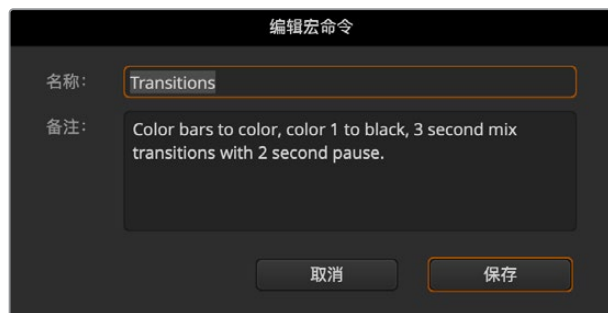 编辑宏命令
名称：
Transitions
备注：
Color bars to color, color 1 to black, 3 second mix
transitions with 2 second pause.
取消
保存